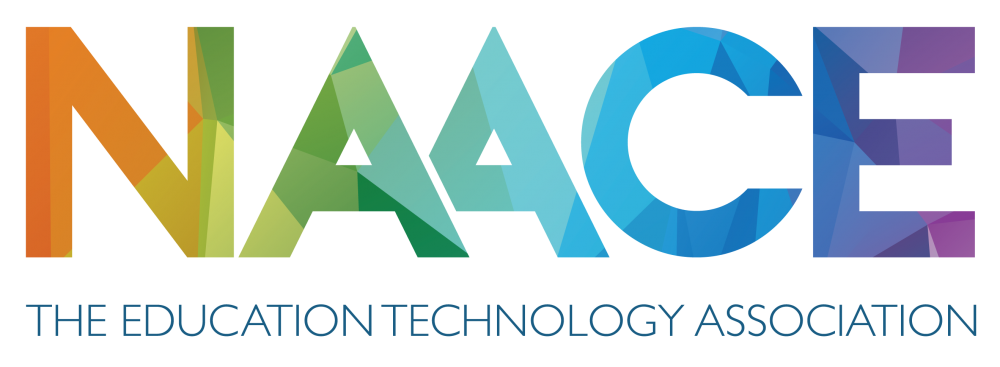 NAACE
THE EDUCATION TECHNOLOGY ASSOCIATION